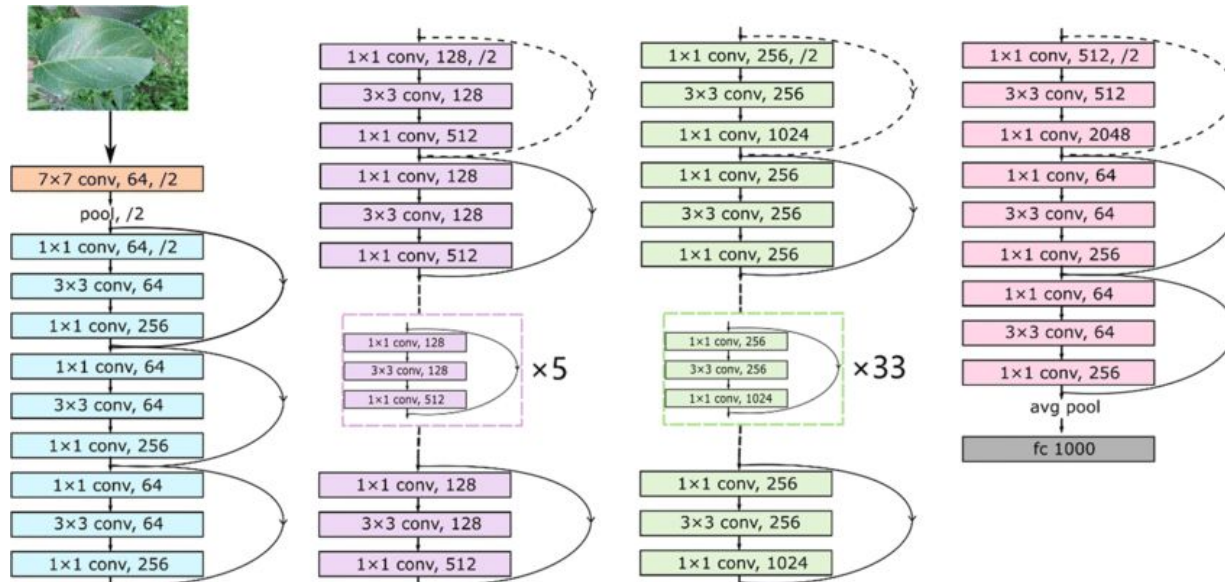 7×7 conv, 64, /2
pool, /2
1×1 conv, 64, /2
3×3 conv, 64
1×1 conv, 256
1×1 conv, 64
3×3 conv, 64
1×1 conv, 256
1×1 conv, 64
3×3 conv, 64
1×1 conv, 256
1×1 conv, 128, /2
3×3 conv, 128
1×1 conv, 512
1×1 conv, 128
3×3 conv, 128
1×1 conv, 512
1×1 conv, 128
3×3 conv, 128
1×1 conv, 512
×5
1×1 conv, 128
3×3 conv, 128
1×1 conv, 512
1×1 conv, 256, /2
3×3 conv, 256
1×1 conv, 1024
1×1 conv, 256
3×3 conv, 256
1×1 conv, 256
1×1 conv, 256
3×3 conv, 256
1×1 conv, 1024
×33
1×1 conv, 256
3×3 conv, 256
1×1 conv, 1024
1×1 conv, 512, /2
3×3 conv, 512
1×1 conv, 2048
1×1 conv, 64
3×3 conv, 64
1×1 conv, 256
1×1 conv, 64
3×3 conv, 64
1×1 conv, 256
avg pool
fc 1000